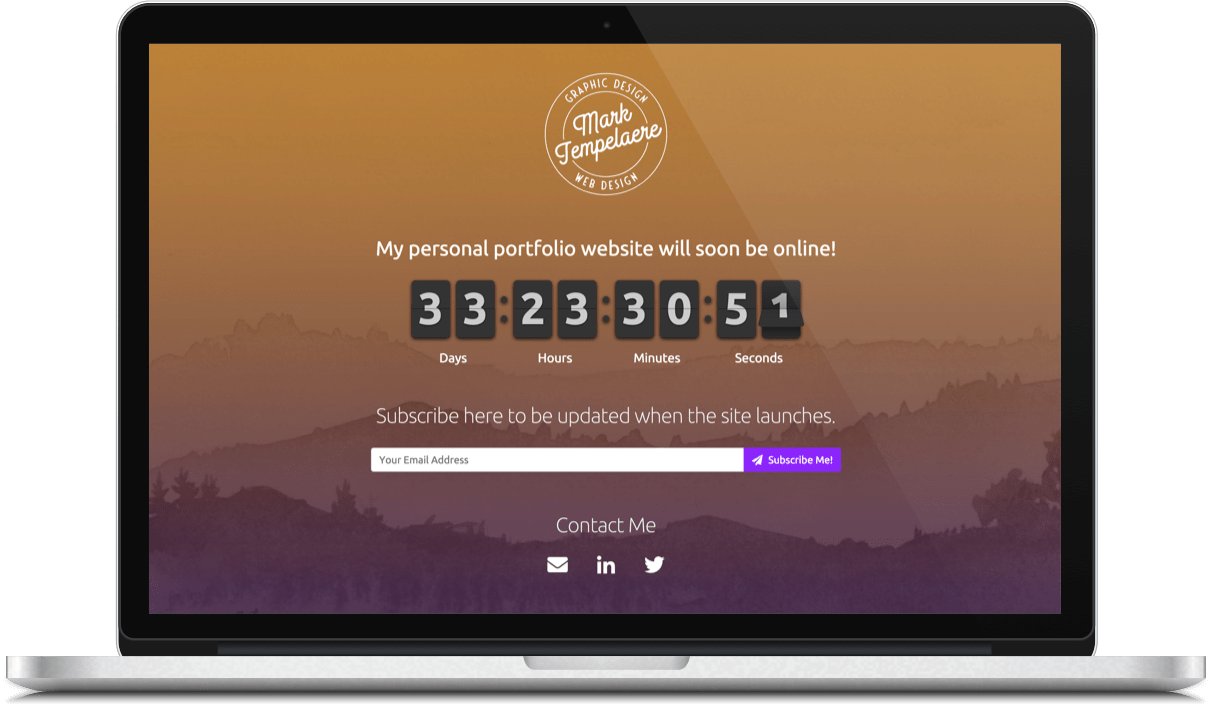 GRAPHIC DESIGN
Mark
Tempelaere
WEB DESIGN
My personal portfolio website will soon be online!
33:23:30:51
Days Hours Minutes Seconds
Subscribe here to be updated when the site launches.
Your Email Address Subscribe Me!
Contact Me
in